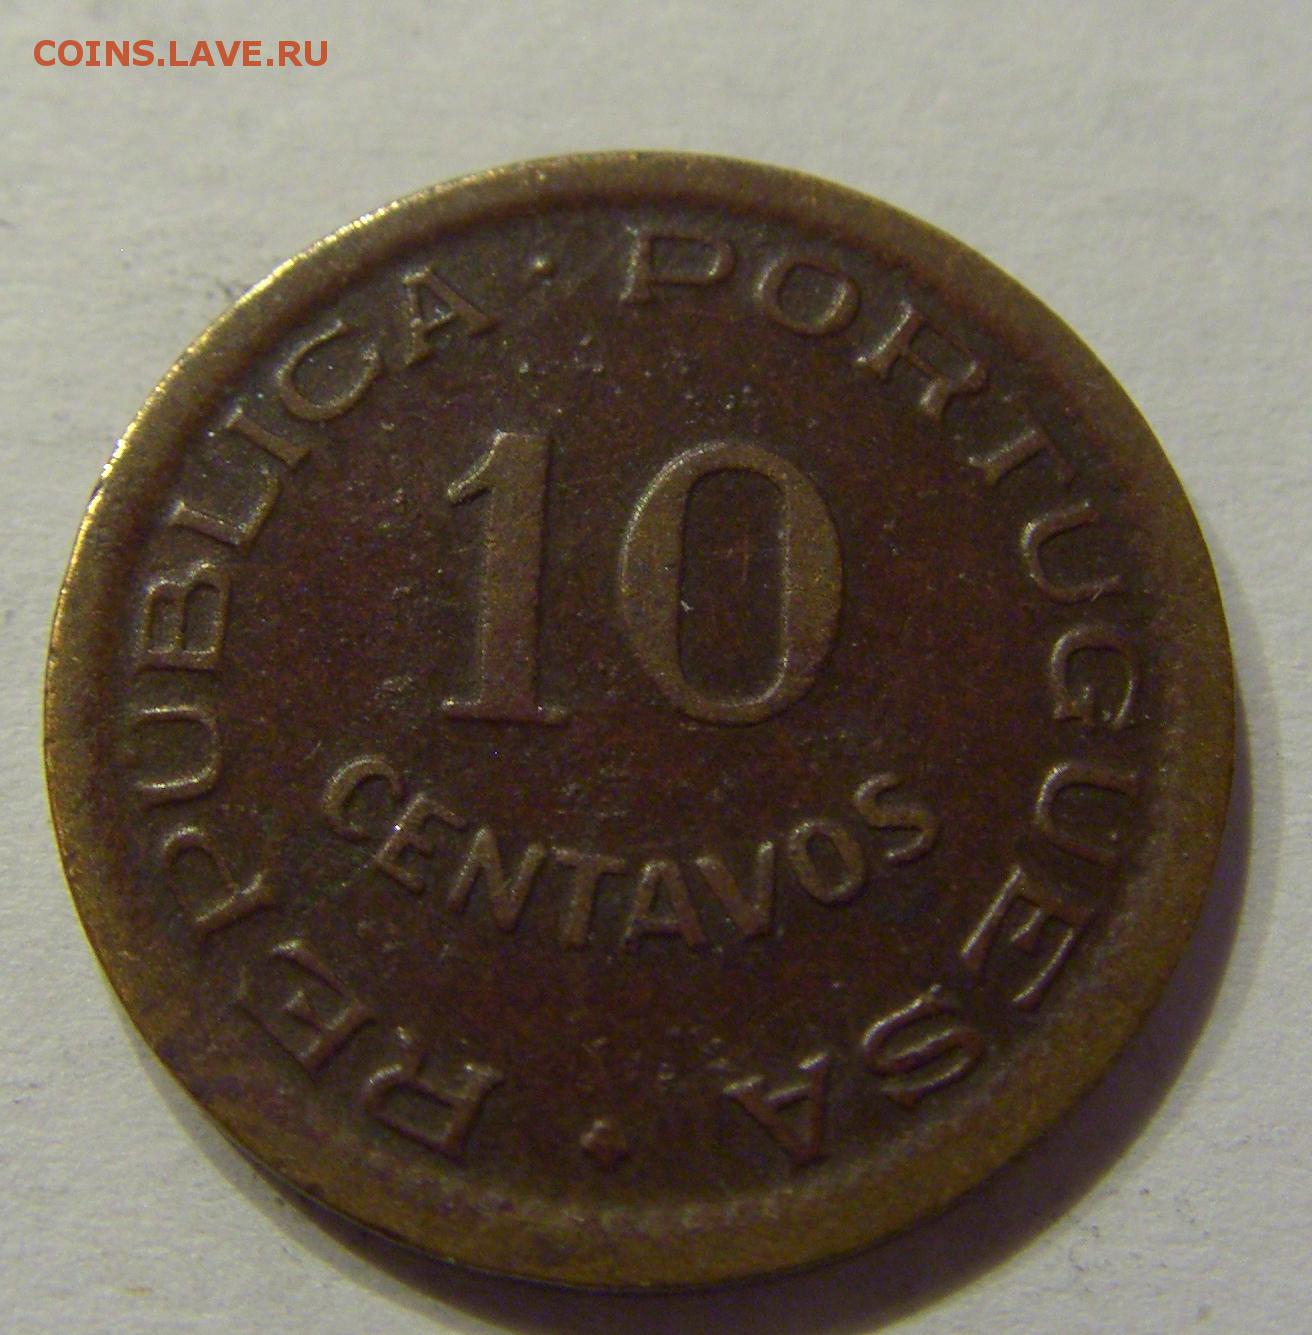 COINS.LAVE.RU
REPUBLICA · PORTUGUESA
10
CENTAVOS